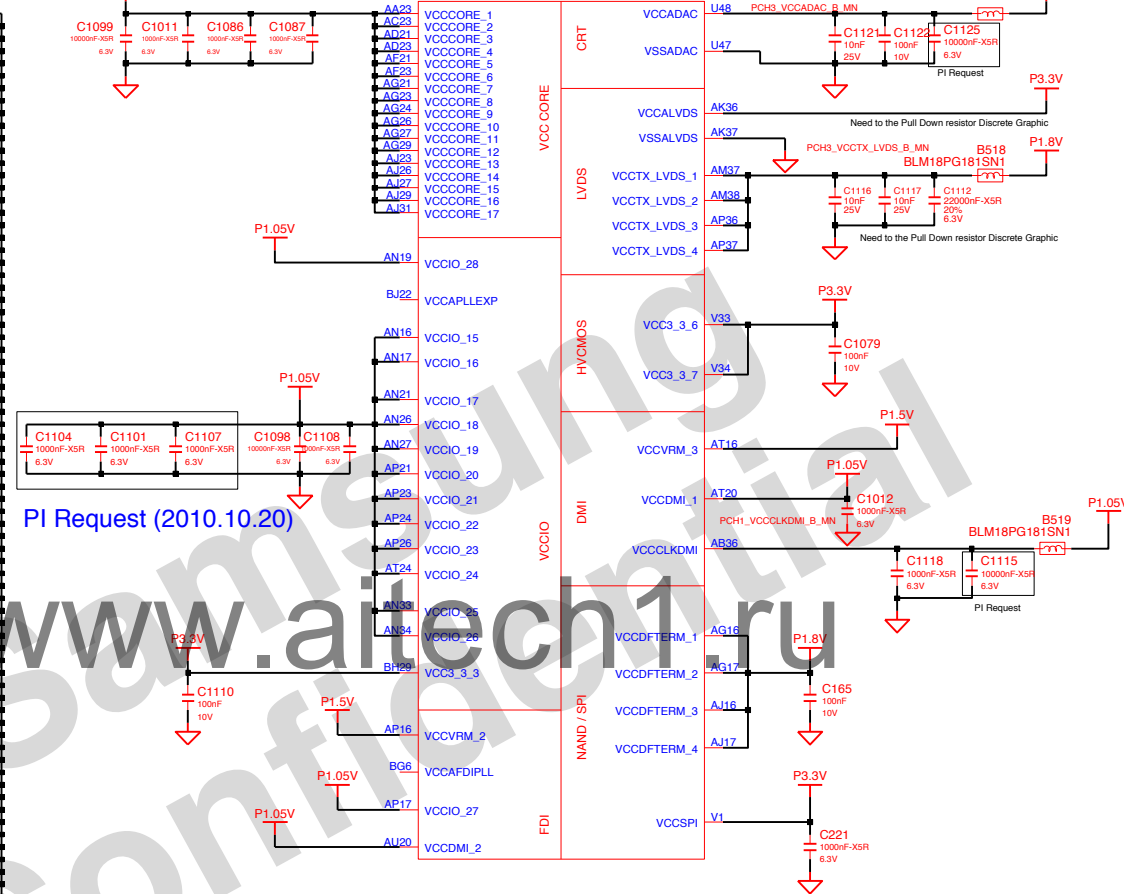 C1099
10000nF-X5R
6.3V
C1011
1000nF-X5R
6.3V
C1086
1000nF-X5R
6.3V
C1087
1000nF-X5R
6.3V
AA23 VCCCORE_1
AC23 VCCCORE_2
AD21 VCCCORE_3
AD23 VCCCORE_4
AF21 VCCCORE_5
AF23 VCCCORE_6
AG21 VCCCORE_7
AG23 VCCCORE_8
AG24 VCCCORE_9
AG26 VCCCORE_10
AG27 VCCCORE_11
AG29 VCCCORE_12
AJ23 VCCCORE_13
AJ26 VCCCORE_14
AJ27 VCCCORE_15
AJ29 VCCCORE_16
AJ31 VCCCORE_17
VCC CORE
P1.05V
AN19 VCCIO_28
BJ22 VCCAPLLEXP
AN16 VCCIO_15
AN17 VCCIO_16
AN21 VCCIO_17
AN26 VCCIO_18
AN27 VCCIO_19
AP21 VCCIO_20
AP23 VCCIO_21
AP24 VCCIO_22
AP26 VCCIO_23
AT24 VCCIO_24
AN33 VCCIO_25
AN34 VCCIO_26
BH29 VCC3_3_3
VCCIO
P1.05V
C1104
1000nF-X5R
6.3V
C1101
1000nF-X5R
6.3V
C1107
1000nF-X5R
6.3V
C1098
10000nF-X5R
6.3V
C1108
1000nF-X5R
6.3V
PI Request (2010.10.20)
P3.3V
C1110
100nF
10V
P1.5V
AP16 VCCVRM_2
BG6 VCCAFDIPLL
P1.05V
AP17 VCCIO_27
P1.05V
AU20 VCCDMI_2
FDI
CRT
VCCADAC U48 PCH3_VCCADAC_B_MN
VSSADAC U47
C1121
10nF
25V
C1122
100nF
10V
C1125
10000nF-X5R
6.3V
PI Request
P3.3V
LVDS
VCCALVDS AK36
Need to the Pull Down resistor Discrete Graphic
VSSALVDS AK37
PCH3_VCCTX_LVDS_B_MN
B518
BLM18PG181SN1
P1.8V
VCCTX_LVDS_1 AM37
VCCTX_LVDS_2 AM38
VCCTX_LVDS_3 AP36
VCCTX_LVDS_4 AP37
C1116
10nF
25V
C1117
10nF
25V
C1112
22000nF-X5R
20%
6.3V
Need to the Pull Down resistor Discrete Graphic
HVCMOS
P3.3V
VCC3_3_6 V33
VCC3_3_7 V34
C1079
100nF
10V
DMI
P1.5V
VCCVRM_3 AT16
P1.05V
VCCDMI_1 AT20
C1012
1000nF-X5R
6.3V
PCH1_VCCCLKDMI_B_MN
VCCCLKDMI AB36
B519
BLM18PG181SN1
P1.05V
C1118
1000nF-X5R
6.3V
C1115
10000nF-X5R
6.3V
PI Request
NAND / SPI
VCCDFTERM_1 AG16
VCCDFTERM_2 AG17
VCCDFTERM_3 AJ16
VCCDFTERM_4 AJ17
P1.8V
C165
100nF
10V
P3.3V
VCCSPI V1
C221
1000nF-X5R
6.3V
Samsung
Confidential
www.aitech1.ru